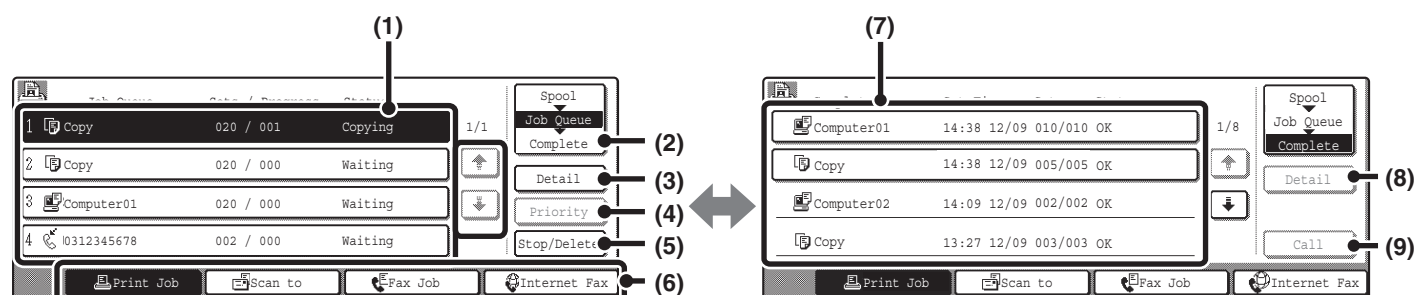 (1)
(7)
Job Queue Sets / Progress Status
Spool
Job Queue
Complete
1 Copy 020 / 001 Copying
1/1
2 Copy 020 / 000 Waiting
3 Computer01 020 / 000 Waiting
4 0312345678 002 / 000 Waiting
Detail
Priority
Stop/Delete
(2)
(3)
(4)
(5)
(6)
Print Job Scan to Fax Job Internet Fax
Computer01 14:38 12/09 010/010 OK
Copy 14:38 12/09 005/005 OK
Computer02 14:09 12/09 002/002 OK
Copy 13:27 12/09 003/003 OK
1/8
Spool
Job Queue
Complete
Detail
Call
(8)
(9)
Print Job Scan to Fax Job Internet Fax